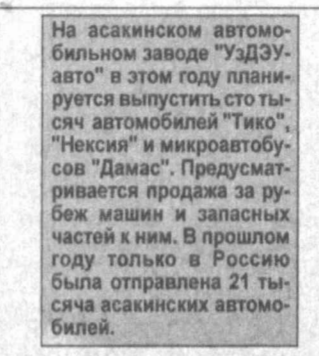 На асакинском автомо-
бильном заводе "УзДЭУ-
авто" в этом году плани-
руется выпустить сто ты-
сяч автомобилей "Тико",
"Нексия" и микроавтобу-
сов "Дамас". Предусмат-
ривается продажа за ру-
беж машин и запасных
частей к ним. В прошлом
году только в Россию
была отправлена 21 ты-
сяча асакинских автомо-
билей.